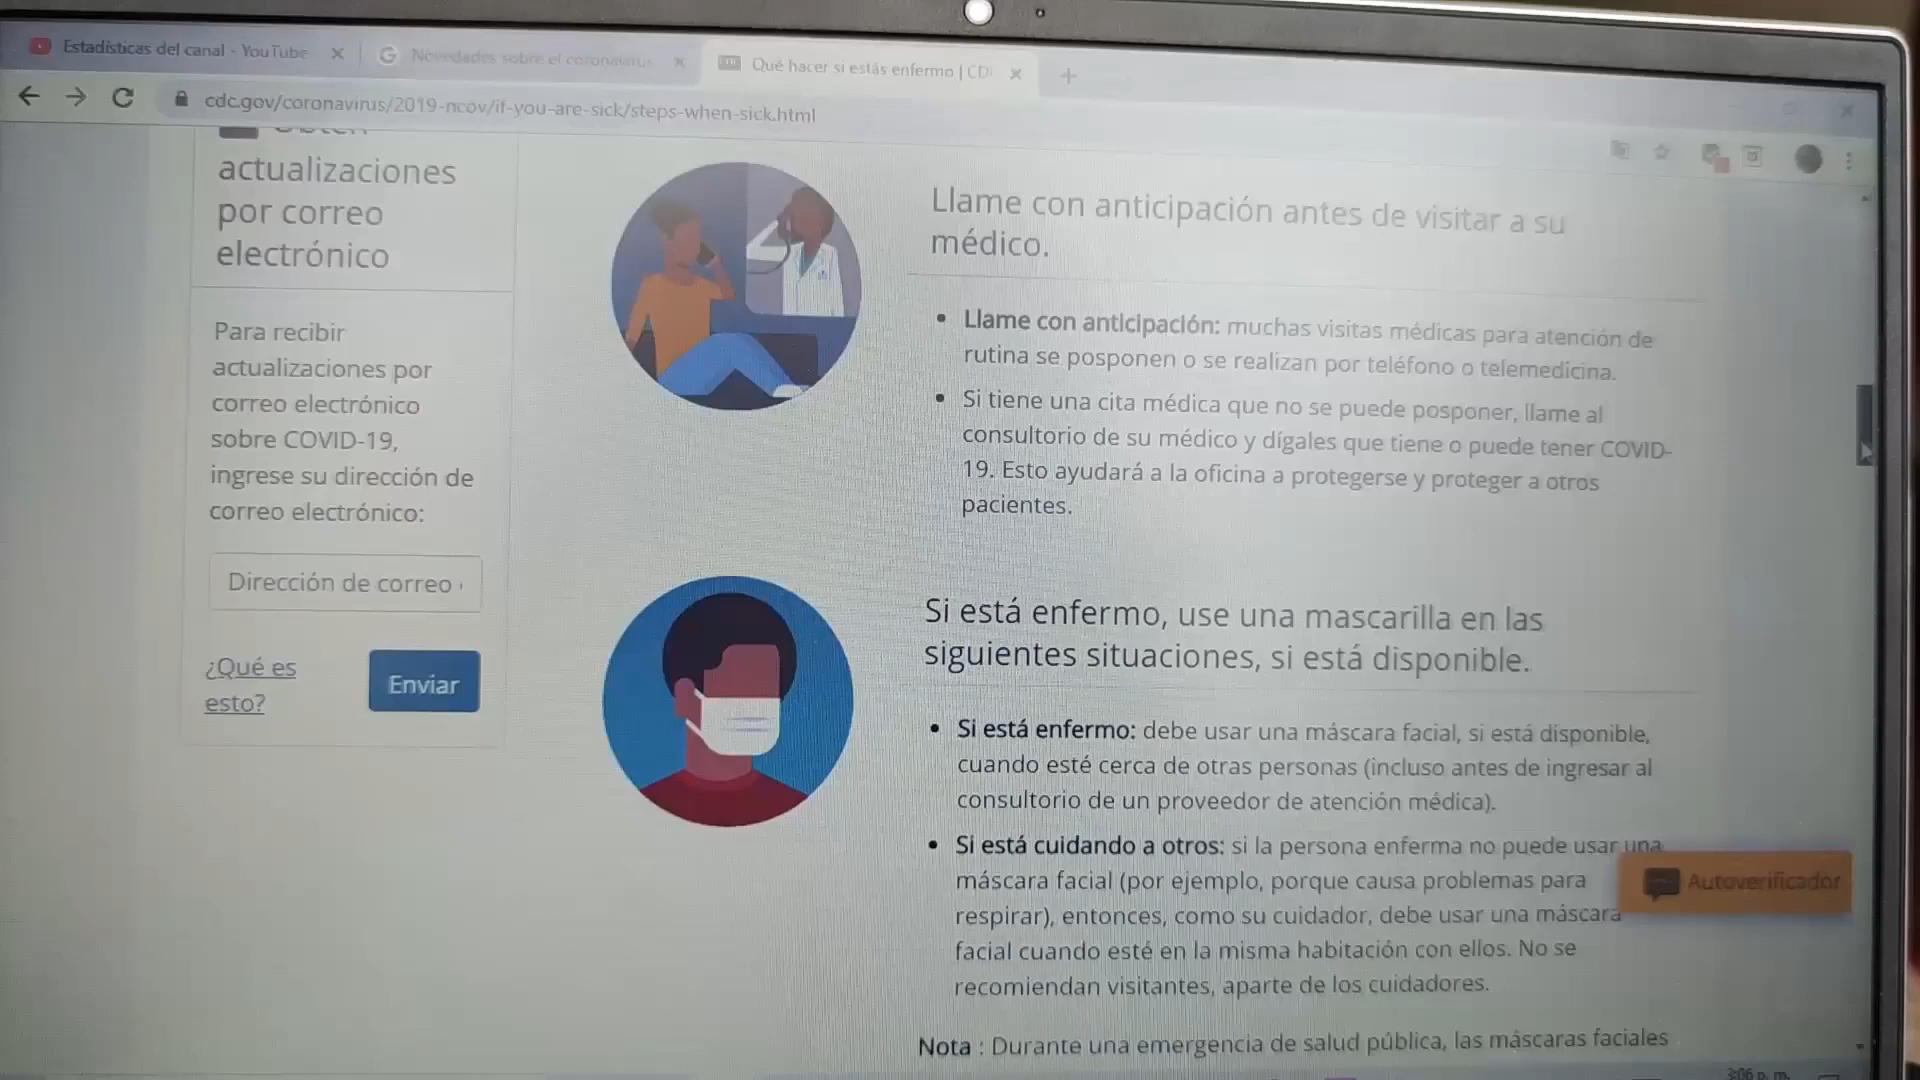 Estadísticas del canal - YouTube
Novedades sobre el coronavirus
Qué hacer si estás enfermo | CD
cdc.gov/coronavirus/2019-ncov/if-you-are-sick/steps-when-sick.html
actualizaciones
por correo
electrónico
Para recibir
actualizaciones por
correo electrónico
sobre COVID-19,
ingrese su dirección de
correo electrónico:
Dirección de correo
¿Qué es
esto?
Enviar
Llame con anticipación antes de visitar a su
médico.
• Llame con anticipación: muchas visitas médicas para atención de
rutina se posponen o se realizan por teléfono o telemedicina.
• Si tiene una cita médica que no se puede posponer, llame al
consultorio de su médico y dígales que tiene o puede tener COVID-
19. Esto ayudará a la oficina a protegerse y proteger a otros
pacientes.
Si está enfermo, use una mascarilla en las
siguientes situaciones, si está disponible.
• Si está enfermo: debe usar una máscara facial, si está disponible,
cuando esté cerca de otras personas (incluso antes de ingresar al
consultorio de un proveedor de atención médica).
• Si está cuidando a otros: si la persona enferma no puede usar una
máscara facial (por ejemplo, porque causa problemas para
respirar), entonces, como su cuidador, debe usar una máscara
facial cuando esté en la misma habitación con ellos. No se
recomiendan visitantes, aparte de los cuidadores.
Nota : Durante una emergencia de salud pública, las máscaras faciales
Autoverificador
3:06 p. m.